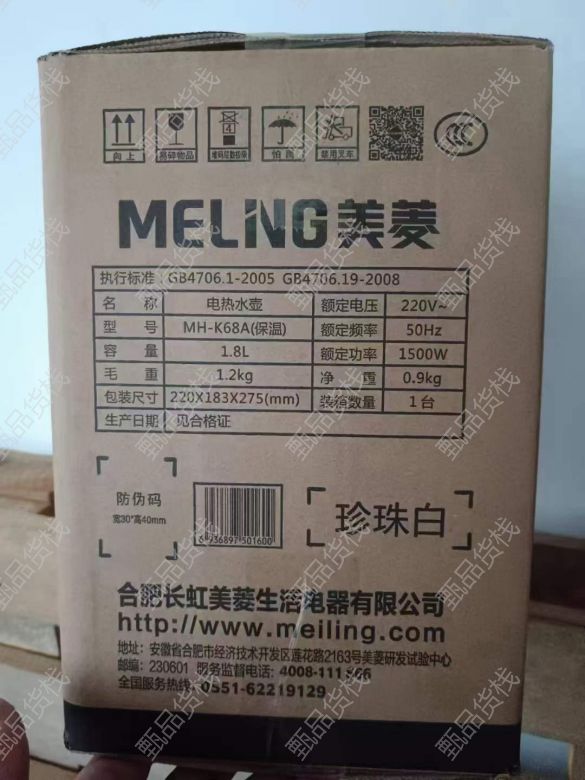 向上 易碎物品 堆码层数极限 怕雨 禁用叉车
4
MELING美菱
执行标准 GB4706.1-2005 GB4706.19-2008
名称 电热水壶 额定电压 220V~
型号 MH-K68A(保温) 额定频率 50Hz
容量 1.8L 额定功率 1500W
毛重 1.2kg 净重 0.9kg
包装尺寸 220X183X275(mm) 装箱数量 1台
生产日期 见合格证
防伪码
宽30*高40mm
6 936897 501600
珍珠白
合肥长虹美菱生活电器有限公司
http://www.meiling.com
地址：安徽省合肥市经济技术开发区莲花路2163号美菱研发试验中心
邮编：230601 服务监督电话：4008-111666
全国服务热线：0551-62219129
甄品货栈